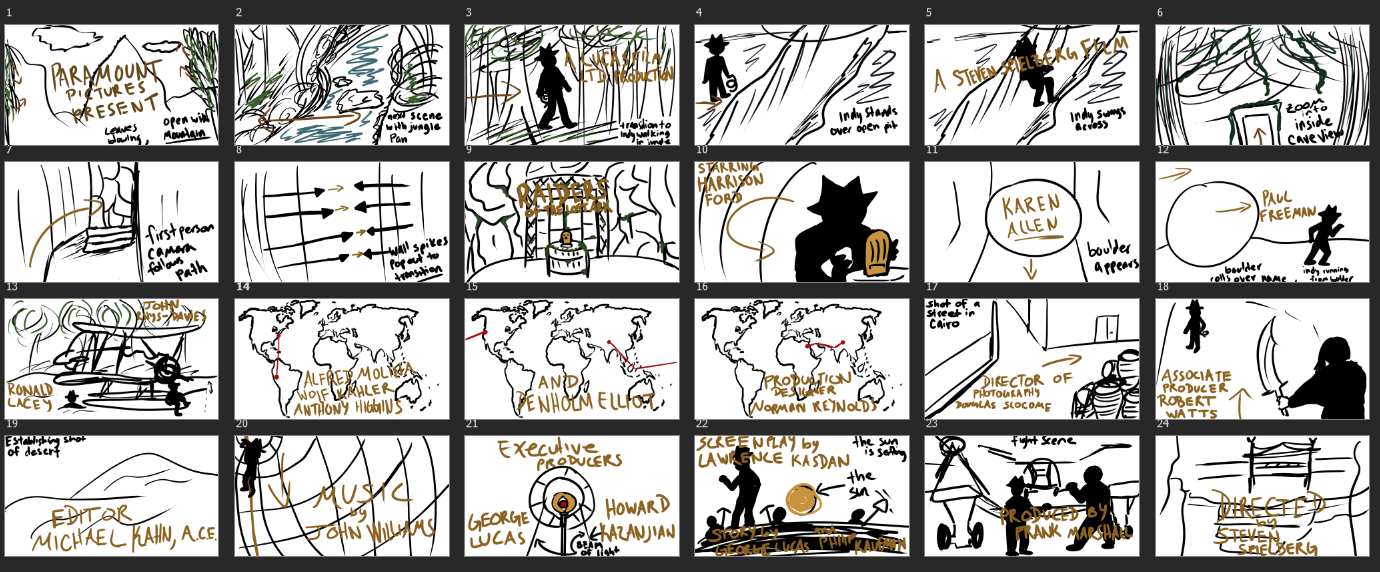 1
PARAMOUNT
PICTURES
PRESENT
Leaves
blowing,
open with
Mountain
2
next scene
with jungle
Pan
3
A LUCASFILM
LTD. PRODUCTION
transition to
indy walking
in jungle
4
Indy Stands
over open pit
5
A STEVEN SPIELBERG FILM
Indy swings
across
6
zoom
into
inside
cave view
7
first person
camera
follows
path
8
wall spikes
pop out to
transition
9
RAIDERS
OF THE LOST ARK
10
STARRING
HARRISON
FORD
11
KAREN
ALLEN
boulder
appears
12
PAUL
FREEMAN
boulder
rolls over name
indy running
from boulder
13
JOHN
RHYS-DAVIES
RONALD
LACEY
14
ALFRED MOLINA
WOLF KAHLER
ANTHONY HIGGINS
15
AND
DENHOLM ELLIOT
16
PRODUCTION
DESIGNER
NORMAN REYNOLDS
17
shot of a
street in
Cairo
DIRECTOR OF
PHOTOGRAPHY
DOUGLAS SLOCOME
18
ASSOCIATE
PRODUCER
ROBERT
WATTS
19
Establishing shot
of desert
EDITOR
MICHAEL KAHN, A.C.E.
20
MUSIC
by
JOHN WILLIAMS
21
Executive
PRODUCERS
GEORGE
LUCAS
HOWARD
KAZANJIAN
BEAM
of light
22
SCREENPLAY by
LAWRENCE KASDAN
the sun
is setting
the
sun
STORY by
GEORGE LUCAS
AND
PHILIP KAUFMAN
23
fight scene
PRODUCED BY
FRANK MARSHALL
24
DIRECTED
by
STEVEN
SPIELBERG